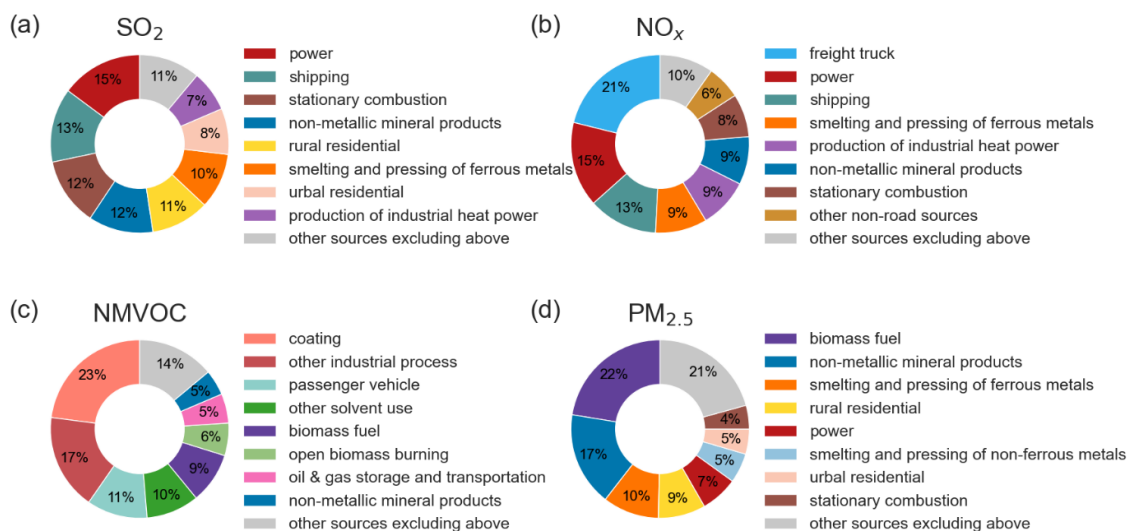 (a)
SO₂
15%
13%
12%
12%
11%
10%
8%
7%
11%
power
shipping
stationary combustion
non-metallic mineral products
rural residential
smelting and pressing of ferrous metals
urbal residential
production of industrial heat power
other sources excluding above
(b)
NOₓ
21%
15%
13%
9%
9%
9%
8%
6%
10%
freight truck
power
shipping
smelting and pressing of ferrous metals
production of industrial heat power
non-metallic mineral products
stationary combustion
other non-road sources
other sources excluding above
(c)
NMVOC
23%
17%
11%
10%
9%
6%
5%
5%
14%
coating
other industrial process
passenger vehicle
other solvent use
biomass fuel
open biomass burning
oil & gas storage and transportation
non-metallic mineral products
other sources excluding above
(d)
PM₂.₅
22%
17%
10%
9%
7%
5%
5%
4%
21%
biomass fuel
non-metallic mineral products
smelting and pressing of ferrous metals
rural residential
power
smelting and pressing of non-ferrous metals
urbal residential
stationary combustion
other sources excluding above